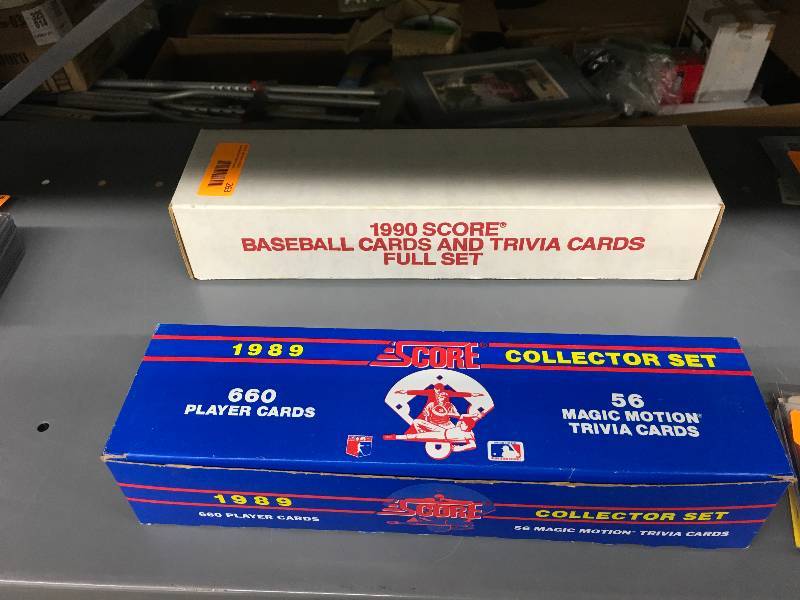 1990 SCORE®
BASEBALL CARDS AND TRIVIA CARDS
FULL SET
1989 SCORE® COLLECTOR SET
660
PLAYER CARDS
56
MAGIC MOTION®
TRIVIA CARDS
1989 SCORE COLLECTOR SET
660 PLAYER CARDS
56 MAGIC MOTION® TRIVIA CARDS